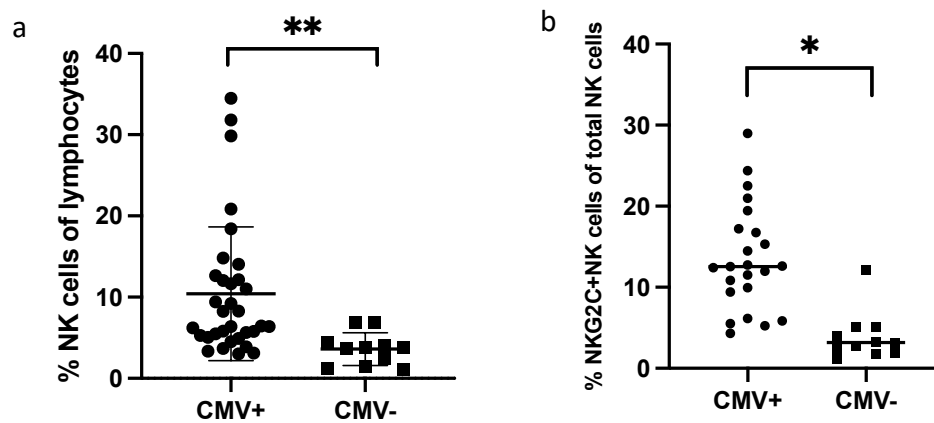 a
**
% NK cells of lymphocytes
40
30
20
10
0
CMV+
CMV-
b
*
% NKG2C+NK cells of total NK cells
40
30
20
10
0
CMV+
CMV-